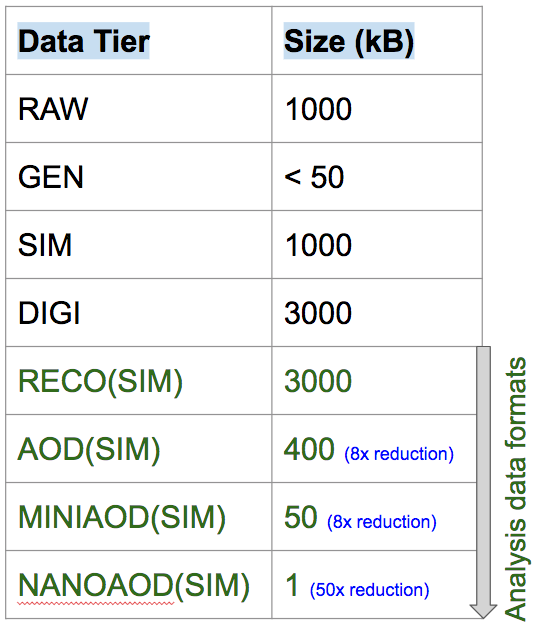 Data Tier Size (kB)
RAW 1000
GEN < 50
SIM 1000
DIGI 3000
RECO(SIM) 3000
AOD(SIM) 400 (8x reduction)
MINIAOD(SIM) 50 (8x reduction)
NANOAOD(SIM) 1 (50x reduction)
Analysis data formats